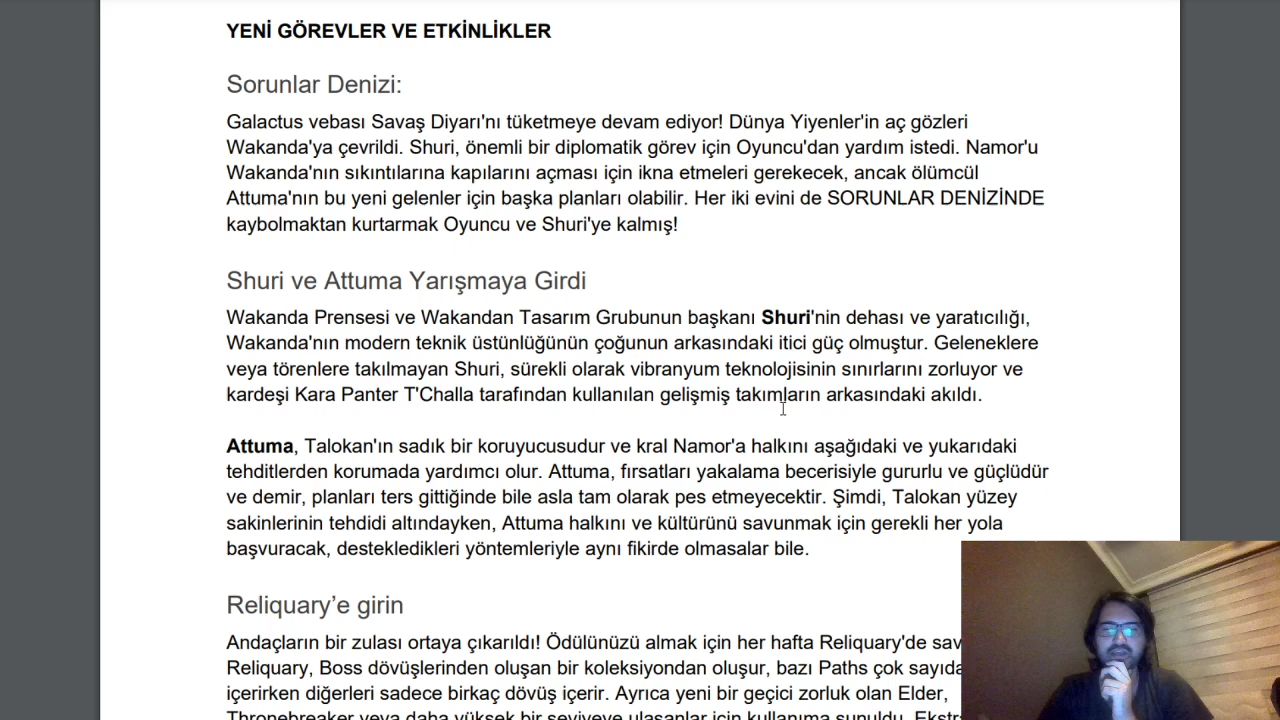 YENİ GÖREVLER VE ETKİNLİKLER
Sorunlar Denizi:
Galactus vebası Savaş Diyarı'nı tüketmeye devam ediyor! Dünya Yiyenler'in aç gözleri
Wakanda'ya çevrildi. Shuri, önemli bir diplomatik görev için Oyuncu'dan yardım istedi. Namor'u
Wakanda'nın sıkıntılarına kapılarını açması için ikna etmeleri gerekecek, ancak ölümcül
Attuma'nın bu yeni gelenler için başka planları olabilir. Her iki evini de SORUNLAR DENİZİNDE
kaybolmaktan kurtarmak Oyuncu ve Shuri'ye kalmış!
Shuri ve Attuma Yarışmaya Girdi
Wakanda Prensesi ve Wakandan Tasarım Grubunun başkanı Shuri'nin dehası ve yaratıcılığı,
Wakanda'nın modern teknik üstünlüğünün çoğunun arkasındaki itici güç olmuştur. Geleneklere
veya törenlere takılmayan Shuri, sürekli olarak vibranyum teknolojisinin sınırlarını zorluyor ve
kardeşi Kara Panter T'Challa tarafından kullanılan gelişmiş takımların arkasındaki akıldı.
Attuma, Talokan'ın sadık bir koruyucusudur ve kral Namor'a halkını aşağıdaki ve yukarıdaki
tehditlerden korumada yardımcı olur. Attuma, fırsatları yakalama becerisiyle gururlu ve güçlüdür
ve demir, planları ters gittiğinde bile asla tam olarak pes etmeyecektir. Şimdi, Talokan yüzey
sakinlerinin tehdidi altındayken, Attuma halkını ve kültürünü savunmak için gerekli her yola
başvuracak, destekledikleri yöntemleriyle aynı fikirde olmasalar bile.
Reliquary’e girin
Andaçların bir zulası ortaya çıkarıldı! Ödülünüzü almak için her hafta Reliquary'de sav
Reliquary, Boss dövüşlerinden oluşan bir koleksiyondan oluşur, bazı Paths çok sayıda
içerirken diğerleri sadece birkaç dövüş içerir. Ayrıca yeni bir geçici zorluk olan Elder,
Thronebreaker veya daha yüksek bir seviyeye ulaşanlar için kullanıma sunuldu. Ekstra